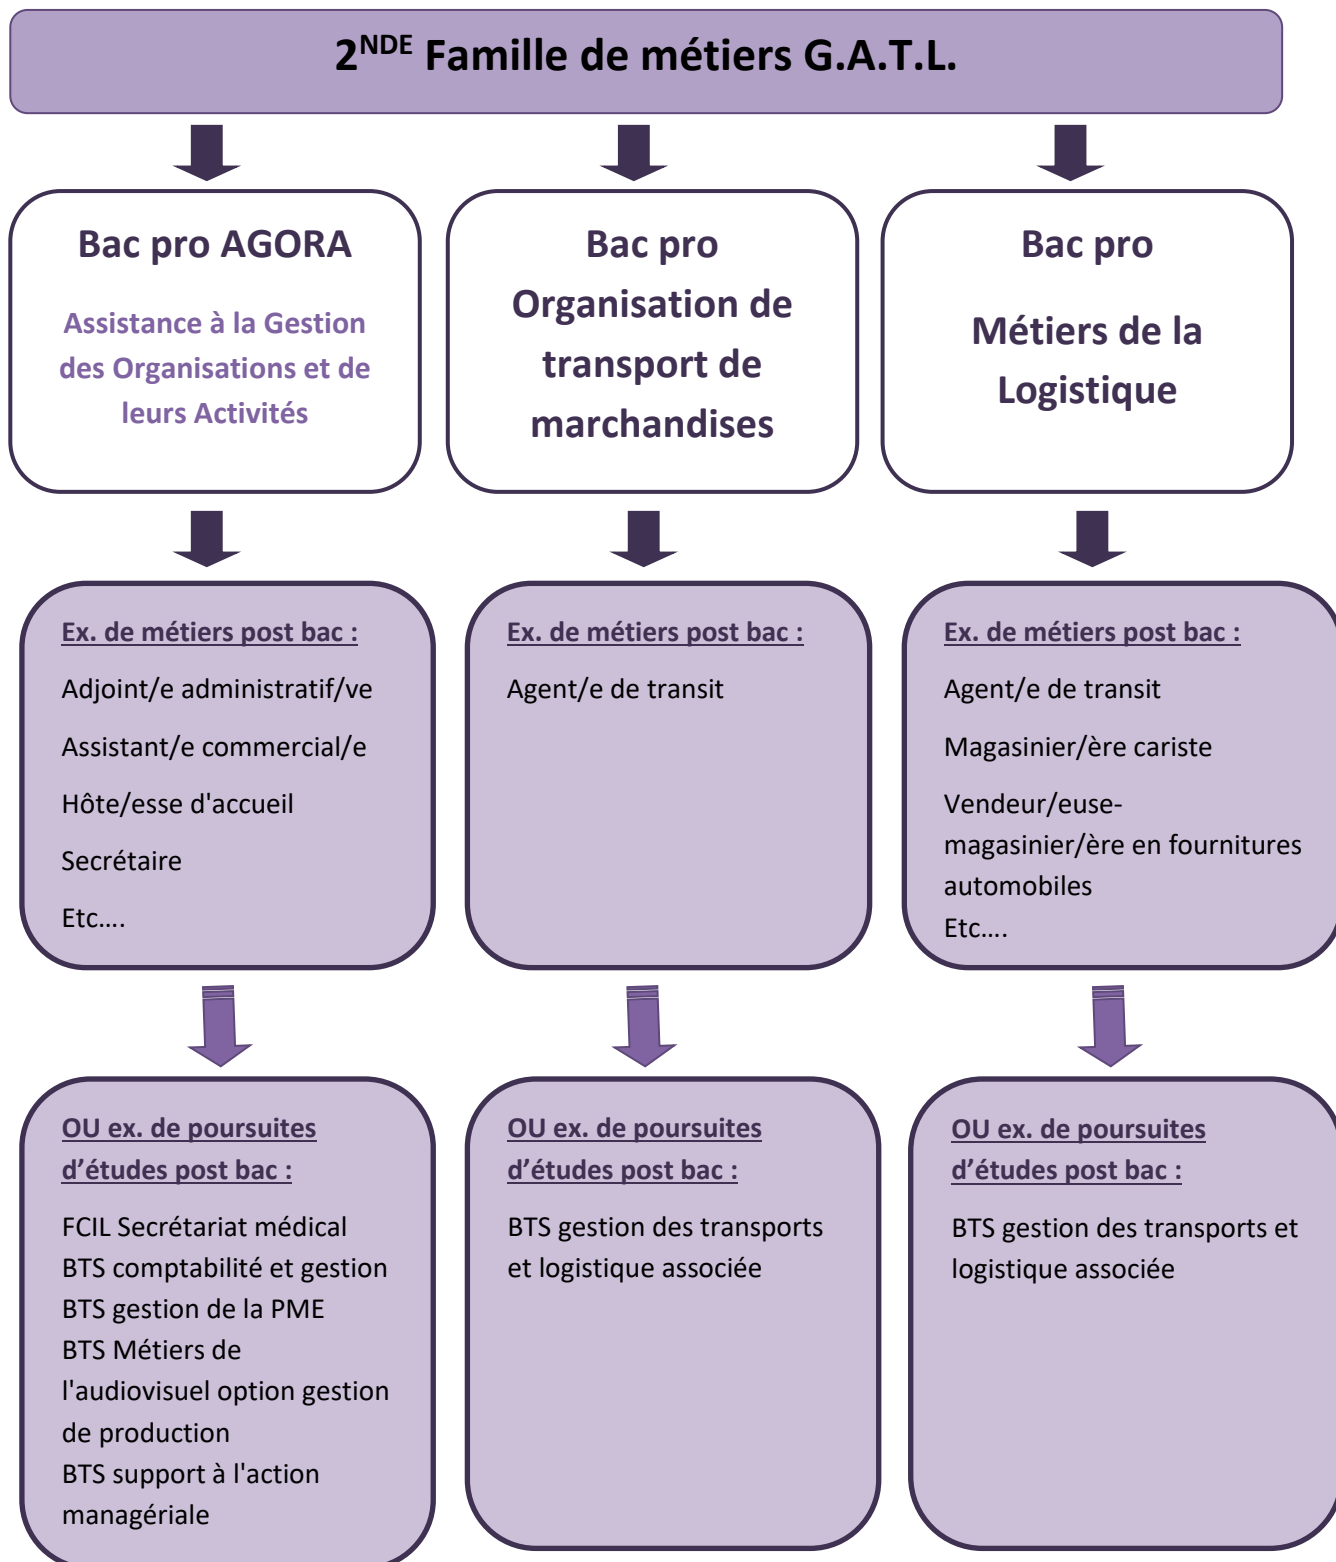 2NDE Famille de métiers G.A.T.L.
Bac pro AGORA
Assistance à la Gestion
des Organisations et de
leurs Activités
Bac pro
Organisation de
transport de
marchandises
Bac pro
Métiers de la
Logistique
Ex. de métiers post bac :
Adjoint/e administratif/ve
Assistant/e commercial/e
Hôte/esse d'accueil
Secrétaire
Etc....
Ex. de métiers post bac :
Agent/e de transit
Ex. de métiers post bac :
Agent/e de transit
Magasinier/ère cariste
Vendeur/euse-
magasinier/ère en fournitures
automobiles
Etc....
OU ex. de poursuites
d’études post bac :
FCIL Secrétariat médical
BTS comptabilité et gestion
BTS gestion de la PME
BTS Métiers de
l'audiovisuel option gestion
de production
BTS support à l'action
managériale
OU ex. de poursuites
d’études post bac :
BTS gestion des transports
et logistique associée
OU ex. de poursuites
d’études post bac :
BTS gestion des transports et
logistique associée